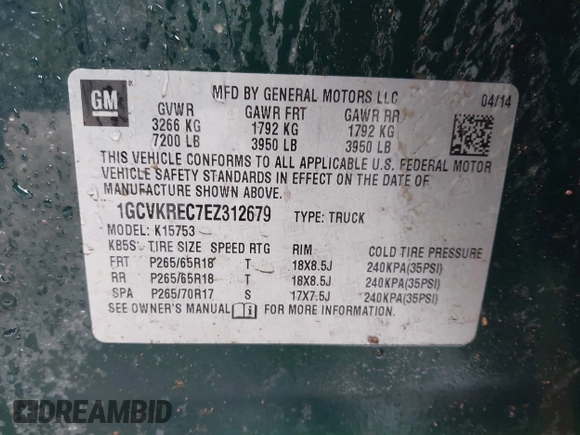 GM
MFD BY GENERAL MOTORS LLC
04/14
GVWR GAWR FRT GAWR RR
3266 KG 1792 KG 1792 KG
7200 LB 3950 LB 3950 LB
THIS VEHICLE CONFORMS TO ALL APPLICABLE U.S. FEDERAL MOTOR
VEHICLE SAFETY STANDARDS IN EFFECT ON THE DATE OF
MANUFACTURE SHOWN ABOVE.
1GCVKREC7EZ312679 TYPE: TRUCK
MODEL: K15753
KB5S TIRE SIZE SPEED RTG RIM COLD TIRE PRESSURE
FRT P265/65R18 T 18X8.5J 240KPA(35PSI)
RR P265/65R18 T 18X8.5J 240KPA(35PSI)
SPA P265/70R17 S 17X7.5J 240KPA(35PSI)
SEE OWNER'S MANUAL FOR MORE INFORMATION.
DREAMBID